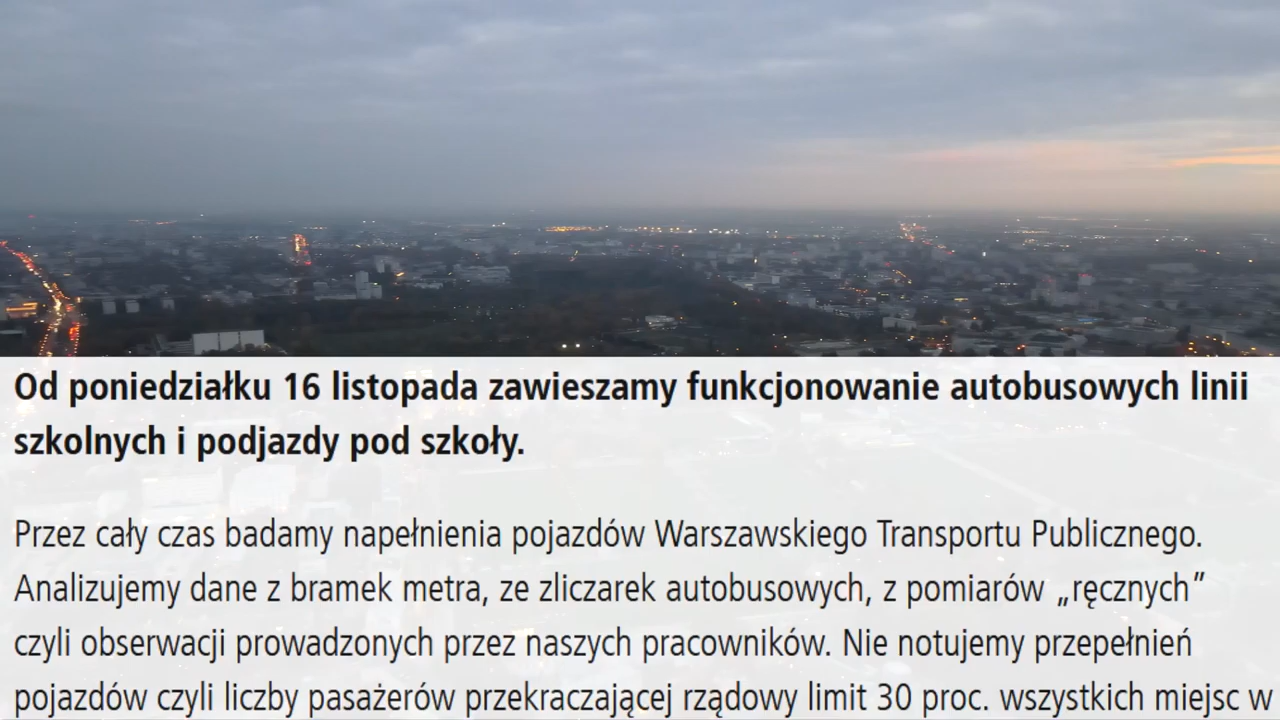 Od poniedziałku 16 listopada zawieszamy funkcjonowanie autobusowych linii
szkolnych i podjazdy pod szkoły.
Przez cały czas badamy napełnienia pojazdów Warszawskiego Transportu Publicznego.
Analizujemy dane z bramek metra, ze zliczarek autobusowych, z pomiarów „ręcznych”
czyli obserwacji prowadzonych przez naszych pracowników. Nie notujemy przepełnień
pojazdów czyli liczby pasażerów przekraczającej rządowy limit 30 proc. wszystkich miejsc w